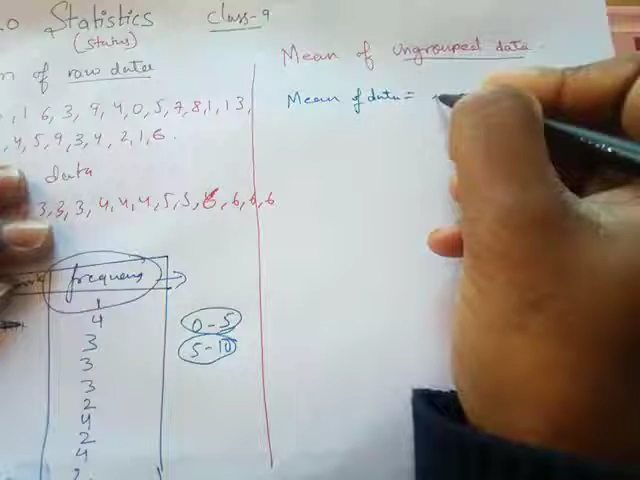 .0 Statistics class-9
(status)
n of raw data
, 1 6, 3, 9, 4, 0, 5, 7, 8, 1, 13,
, 4, 5, 9, 3, 4, 2, 1, 6.
data
3, 3, 3, 4, 4, 4, 5, 5, 6, 6, 6, 6
frequency
1
4
3
3
3
2
4
2
4
0-5
5-10
Mean of ungrouped data
Mean of data =